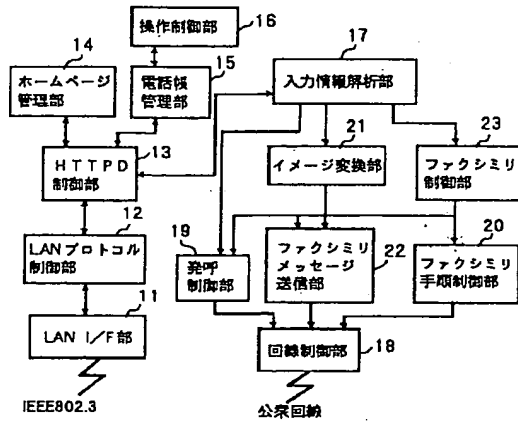 操作制御部
16
14
15
17
ホームページ
管理部
電話帳
管理部
入力情報解析部
13
21
23
HTTPD
制御部
イメージ変換部
ファクシミリ
制御部
12
19
20
LANプロトコル
制御部
発呼
制御部
ファクシミリ
メッセージ
送信部
22
ファクシミリ
手順制御部
11
LAN I/F部
回線制御部
18
IEEE802.3
公衆回線